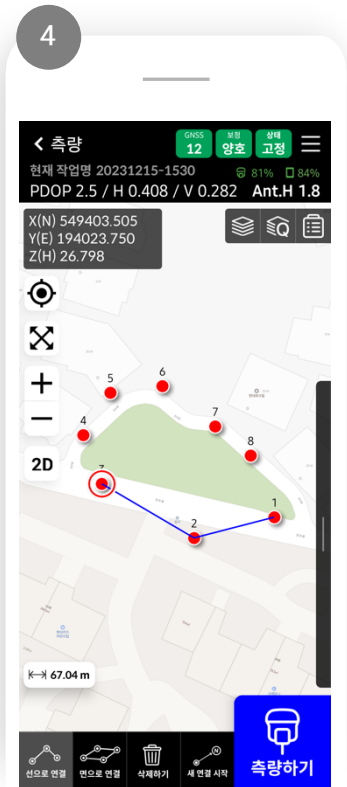 4
측량
GNSS 12
보정 양호
상태 고정
현재 작업명 20231215-1530
81%
84%
PDOP 2.5 / H 0.408 / V 0.282 Ant.H 1.8
X(N) 549403.505
Y(E) 194023.750
Z(H) 26.798
Q
6
5
7
4
8
3
1
2
2D
67.04 m
N
선으로 연결
면으로 연결
삭제하기
새 연결 시작
측량하기